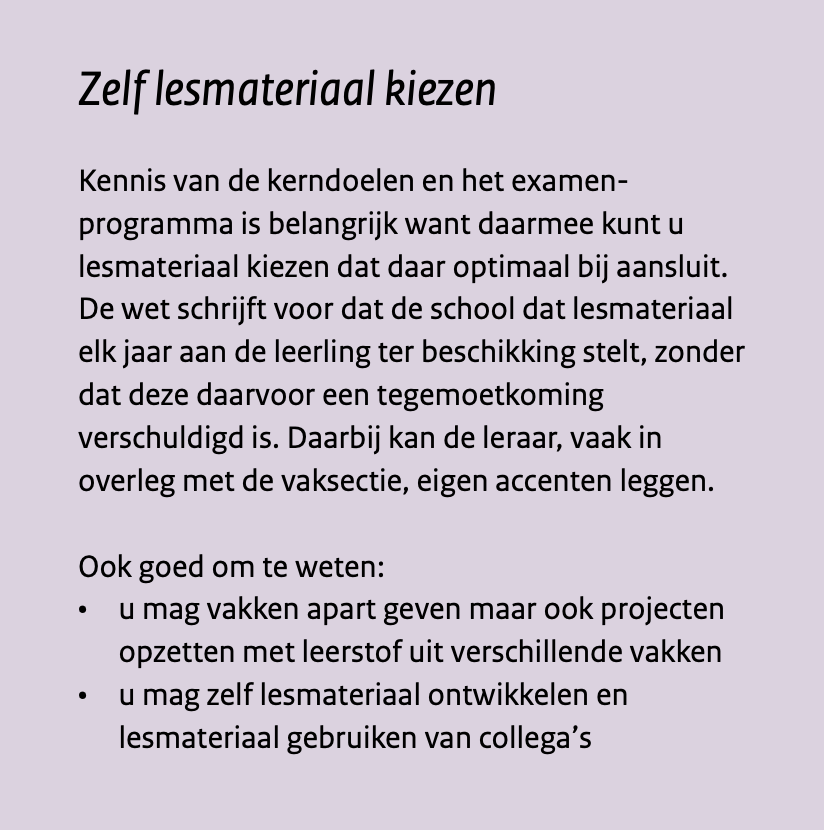 Zelf lesmateriaal kiezen
Kennis van de kerndoelen en het examen-
programma is belangrijk want daarmee kunt u
lesmateriaal kiezen dat daar optimaal bij aansluit.
De wet schrijft voor dat de school dat lesmateriaal
elk jaar aan de leerling ter beschikking stelt, zonder
dat deze daarvoor een tegemoetkoming
verschuldigd is. Daarbij kan de leraar, vaak in
overleg met de vaksectie, eigen accenten leggen.
Ook goed om te weten:
• u mag vakken apart geven maar ook projecten
opzetten met leerstof uit verschillende vakken
• u mag zelf lesmateriaal ontwikkelen en
lesmateriaal gebruiken van collega’s